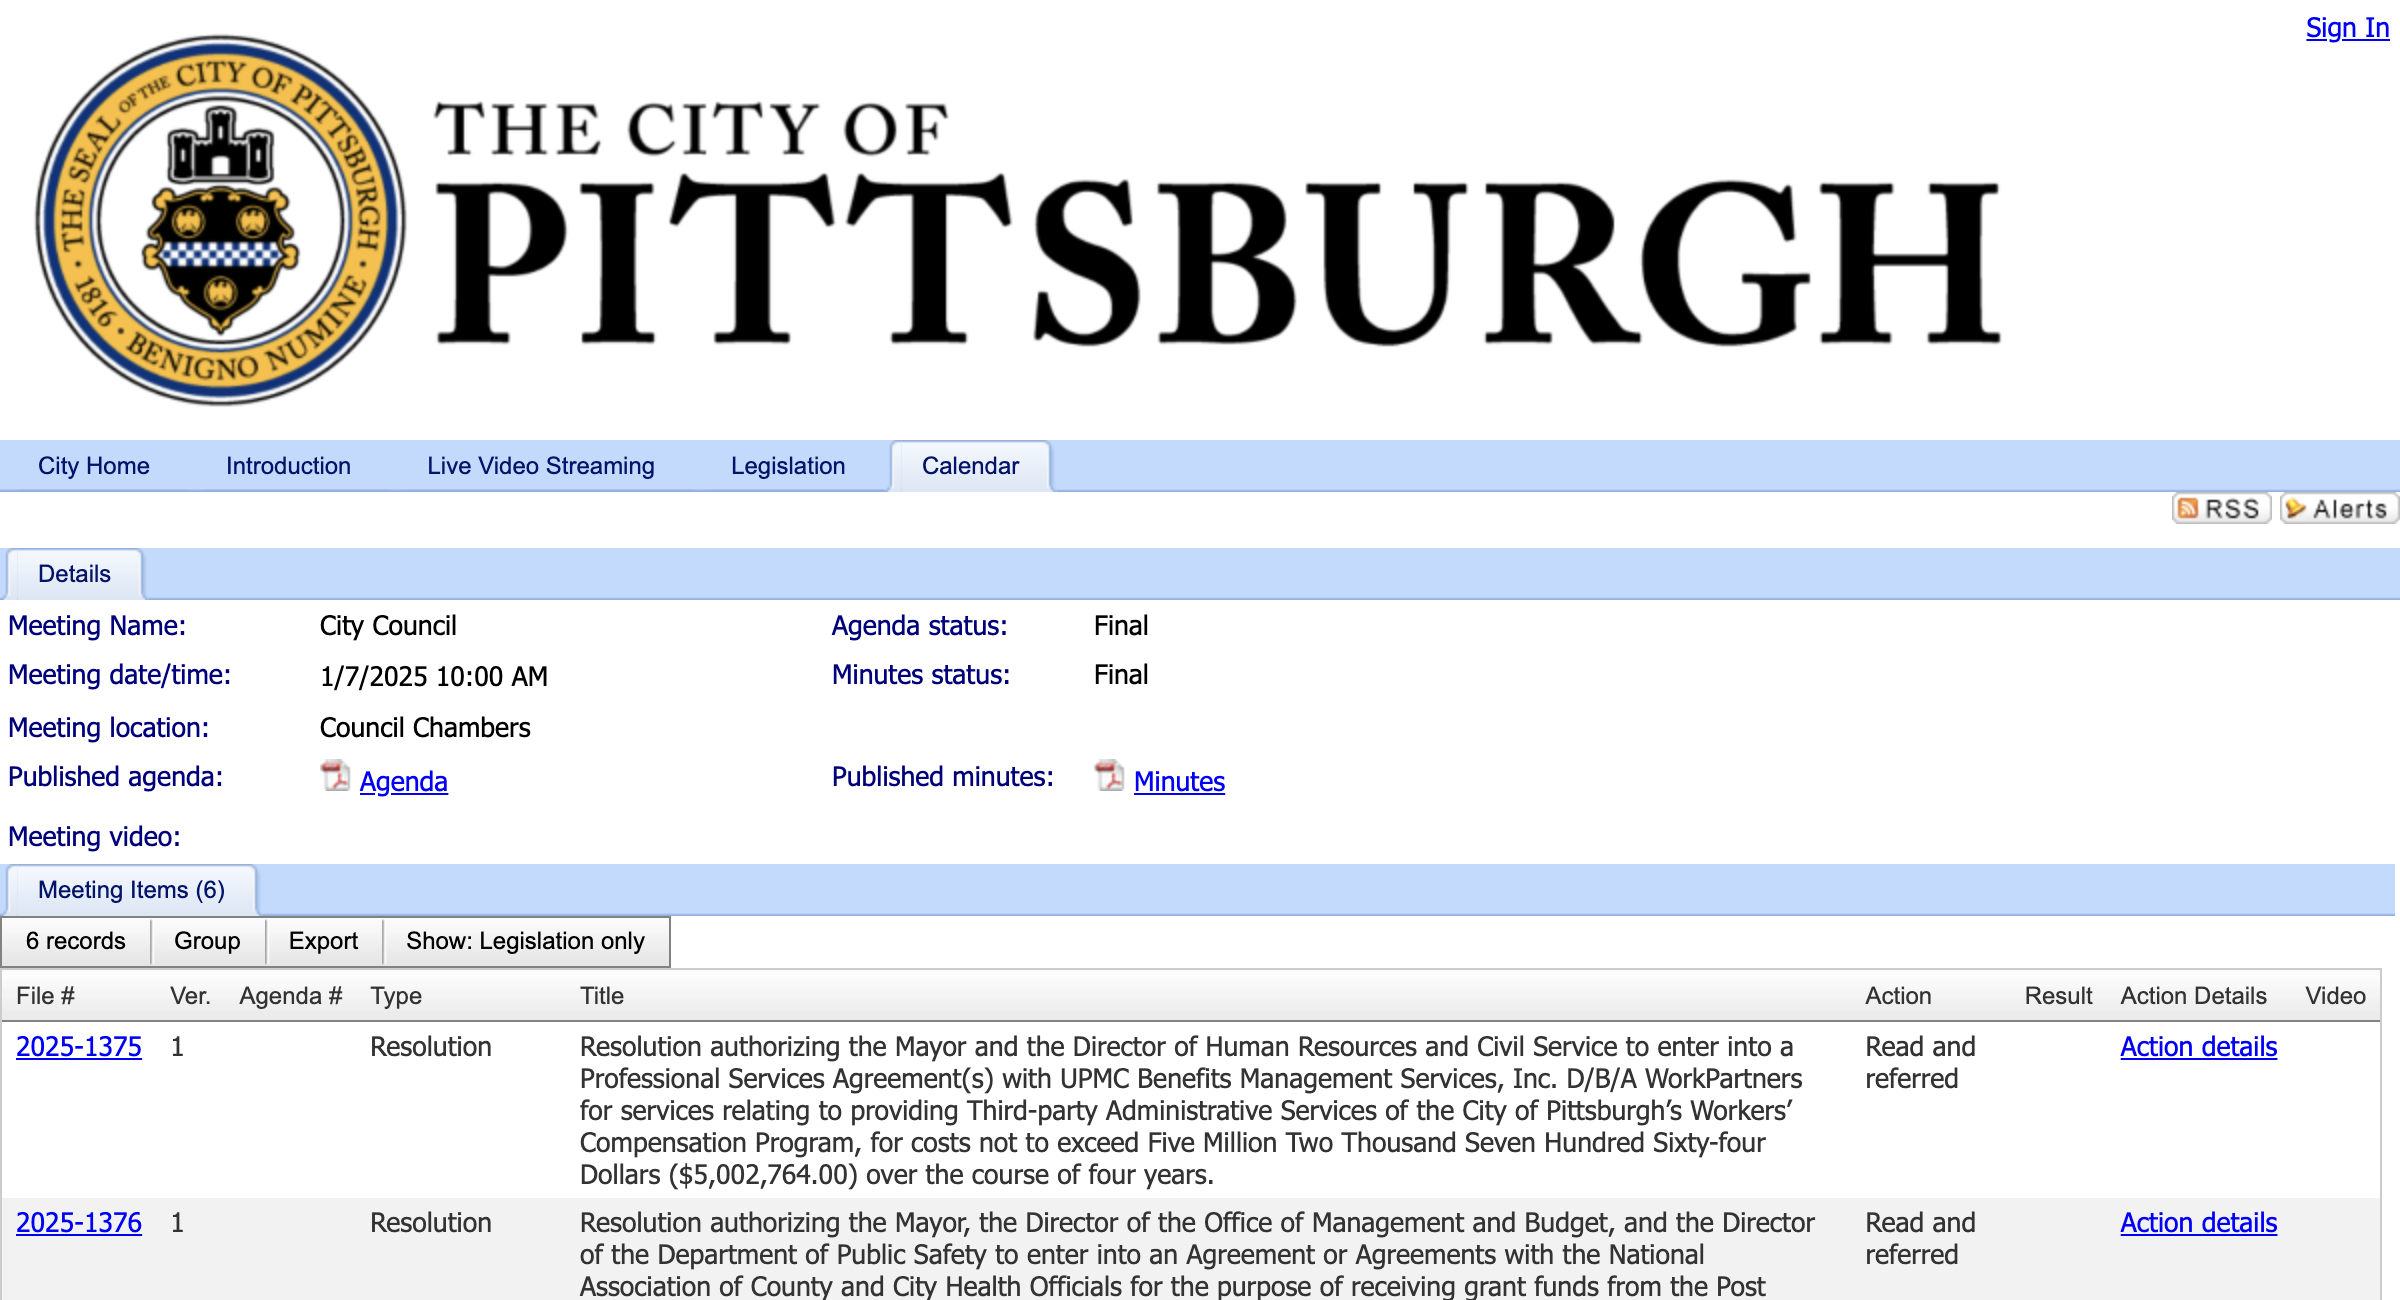 Sign In
THE SEAL OF THE CITY OF PITTSBURGH · 1816 · BENIGNO NUMINE ·
THE CITY OF
PITTSBURGH
City Home Introduction Live Video Streaming Legislation Calendar
RSS Alerts
Details
Meeting Name: City Council Agenda status: Final
Meeting date/time: 1/7/2025 10:00 AM Minutes status: Final
Meeting location: Council Chambers
Published agenda: Agenda Published minutes: Minutes
Meeting video:
Meeting Items (6)
6 records Group Export Show: Legislation only
File # Ver. Agenda # Type Title Action Result Action Details Video
2025-1375 1 Resolution Resolution authorizing the Mayor and the Director of Human Resources and Civil Service to enter into a Read and Action details
Professional Services Agreement(s) with UPMC Benefits Management Services, Inc. D/B/A WorkPartners referred
for services relating to providing Third-party Administrative Services of the City of Pittsburgh’s Workers’
Compensation Program, for costs not to exceed Five Million Two Thousand Seven Hundred Sixty-four
Dollars ($5,002,764.00) over the course of four years.
2025-1376 1 Resolution Resolution authorizing the Mayor, the Director of the Office of Management and Budget, and the Director Read and Action details
of the Department of Public Safety to enter into an Agreement or Agreements with the National referred
Association of County and City Health Officials for the purpose of receiving grant funds from the Post